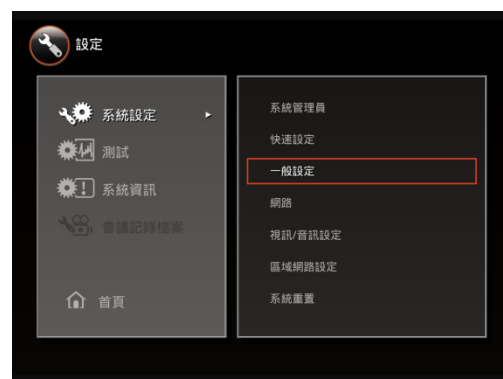 設定
系統設定
測試
系統資訊
會議記錄檔案
首頁
系統管理員
快速設定
一般設定
網路
視訊/音訊設定
區域網路設定
系統重置